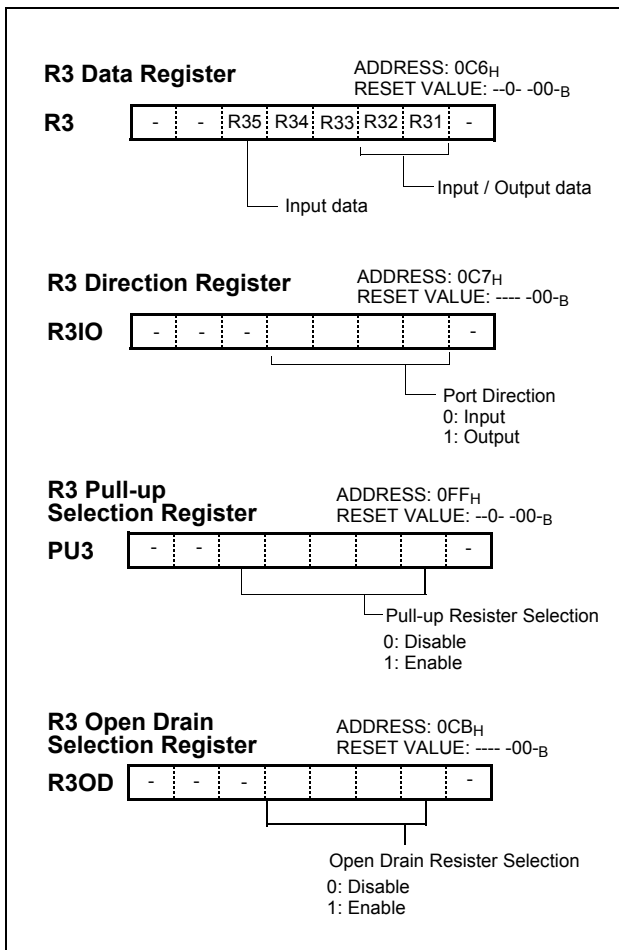 R3 Data Register
ADDRESS: 0C6H
RESET VALUE: --0- -00-B
R3 - - R35 R34 R33 R32 R31 -
Input / Output data
Input data
R3 Direction Register
ADDRESS: 0C7H
RESET VALUE: ---- -00-B
R3IO - - - -
Port Direction
0: Input
1: Output
R3 Pull-up
Selection Register
ADDRESS: 0FFH
RESET VALUE: --0- -00-B
PU3 - - -
Pull-up Resister Selection
0: Disable
1: Enable
R3 Open Drain
Selection Register
ADDRESS: 0CBH
RESET VALUE: ---- -00-B
R3OD - - - -
Open Drain Resister Selection
0: Disable
1: Enable